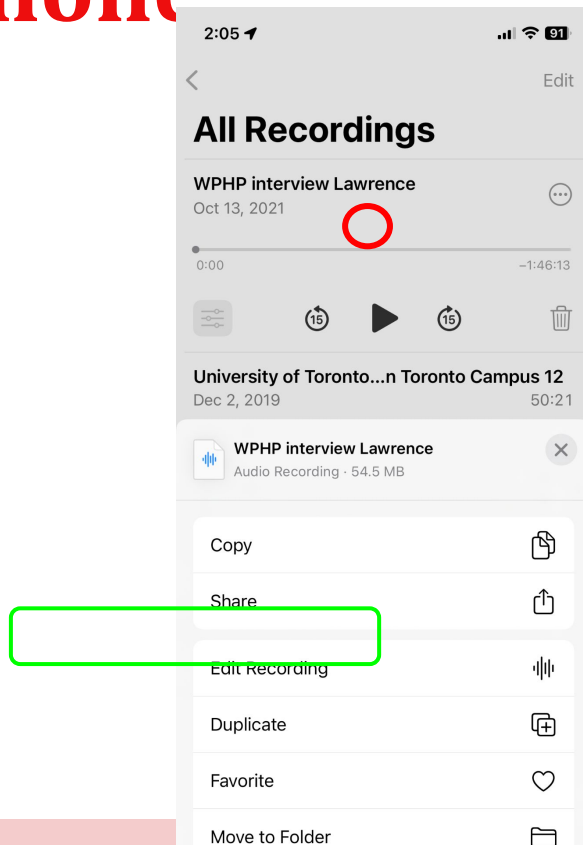 2:05
91
Edit
All Recordings
WPHP interview Lawrence
Oct 13, 2021
0:00
−1:46:13
15
15
University of Toronto...n Toronto Campus 12
Dec 2, 2019
50:21
WPHP interview Lawrence
Audio Recording · 54.5 MB
Copy
Share
Edit Recording
Duplicate
Favorite
Move to Folder